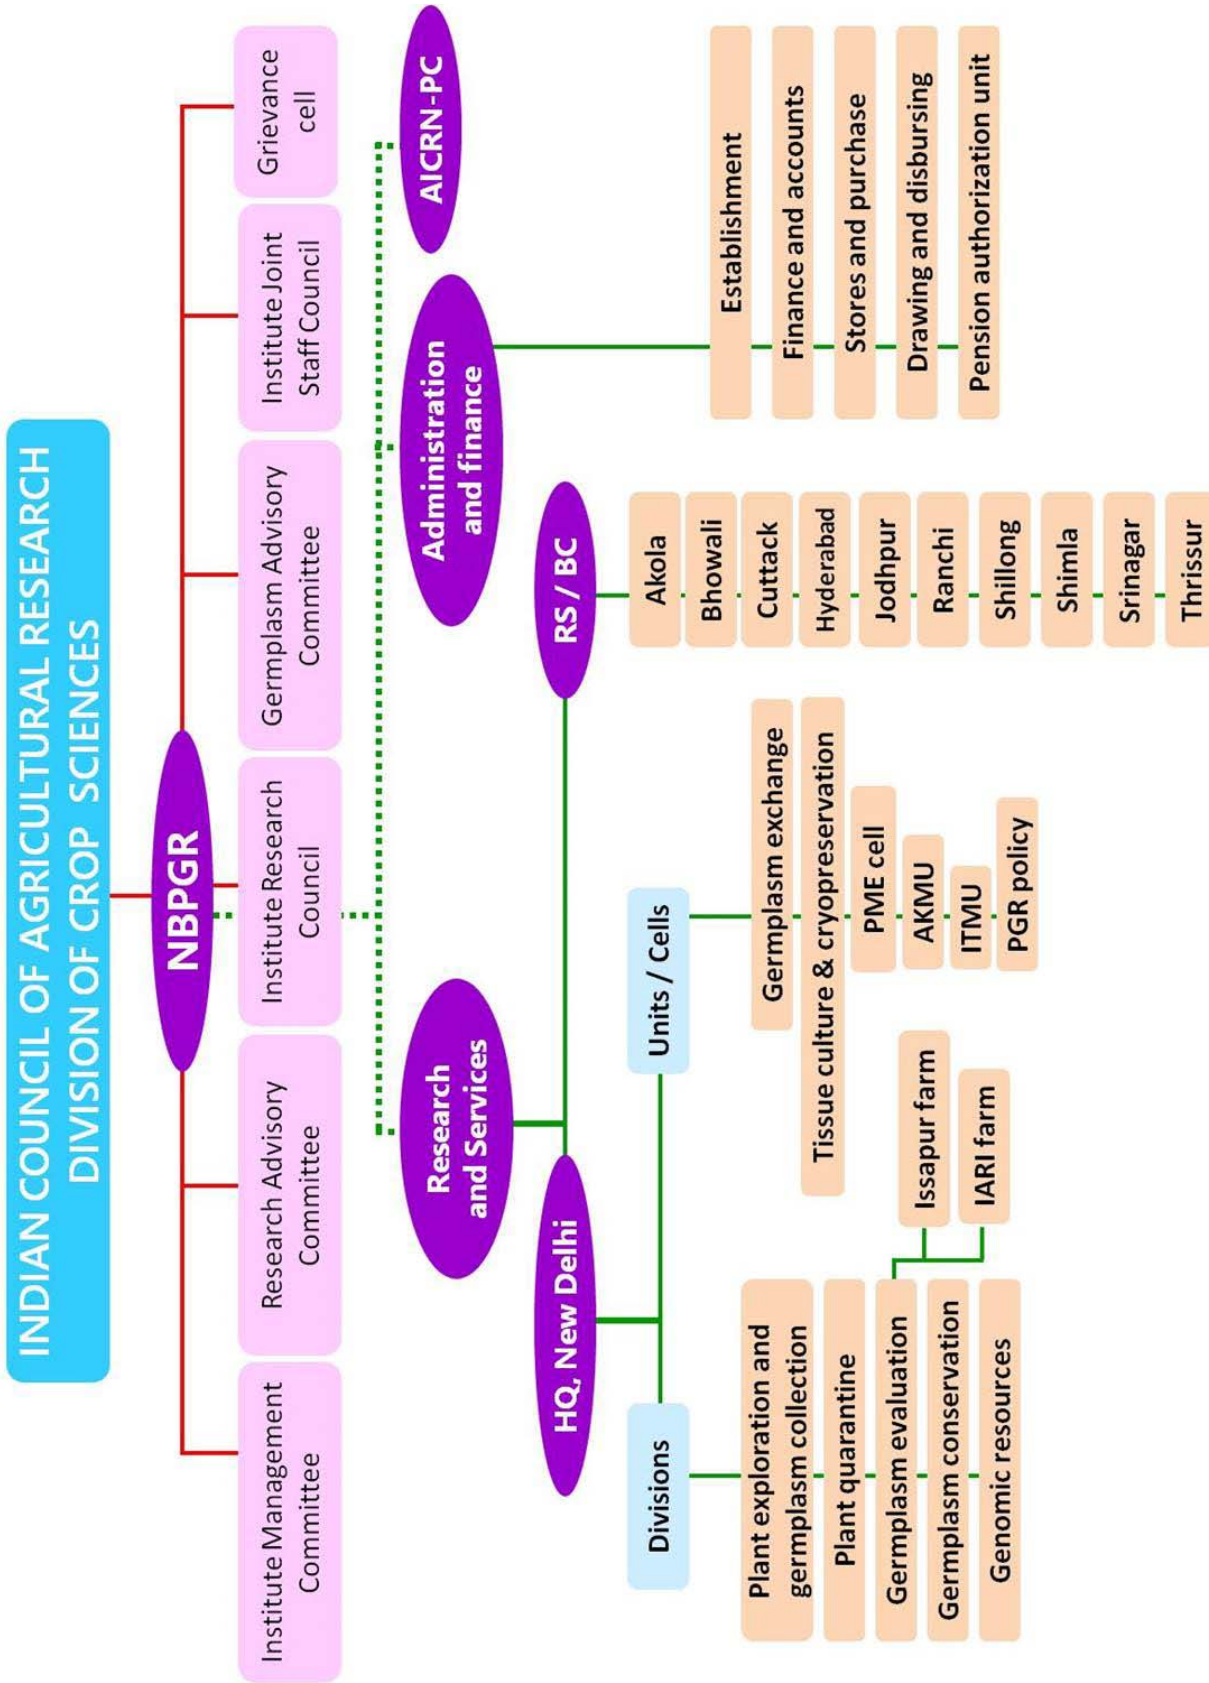 INDIAN COUNCIL OF AGRICULTURAL RESEARCH
DIVISION OF CROP SCIENCES
NBPGR
Institute Management
Committee
Research Advisory
Committee
Institute Research
Council
Germplasm Advisory
Committee
Institute Joint
Staff Council
Grievance
cell
Research
and Services
Administration
and finance
AICRN-PC
HQ, New Delhi
RS / BC
Divisions
Units / Cells
Plant exploration and
germplasm collection
Plant quarantine
Germplasm evaluation
Germplasm conservation
Genomic resources
Issapur farm
IARI farm
Germplasm exchange
Tissue culture & cryopreservation
PME cell
AKMU
ITMU
PGR policy
Akola
Bhowali
Cuttack
Hyderabad
Jodhpur
Ranchi
Shillong
Shimla
Srinagar
Thrissur
Establishment
Finance and accounts
Stores and purchase
Drawing and disbursing
Pension authorization unit